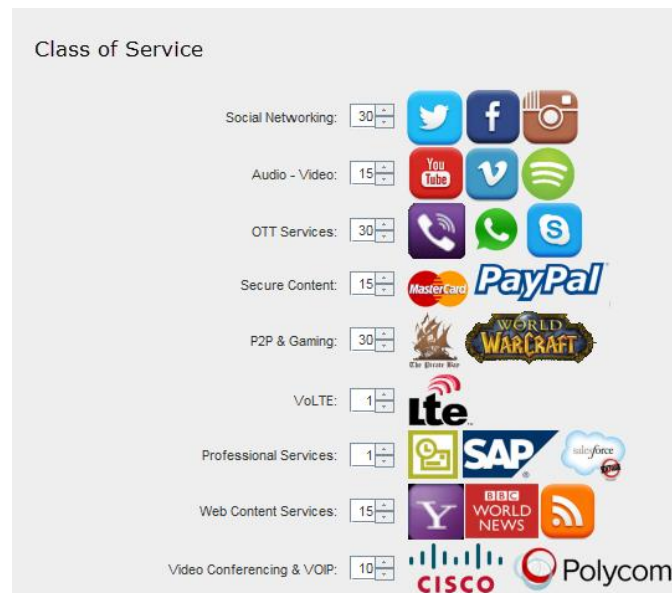 Class of Service
Social Networking: 30
Audio - Video: 15 You Tube
OTT Services: 30
Secure Content: 15 MasterCard PayPal
P2P & Gaming: 30 The Pirate Bay WORLD WARCRAFT
VoLTE: 1 Lte
Professional Services: 1 SAP salesforce
Web Content Services: 15 Y BBC WORLD NEWS
Video Conferencing & VOIP: 10 CISCO Polycom